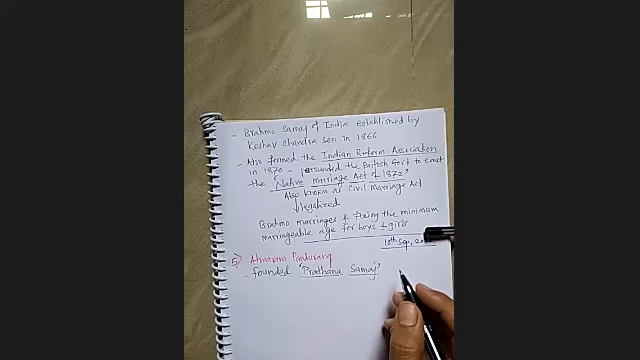 - Brahmo Samaj of India established by
Keshav Chandra Sen in 1866
- Also formed the Indian Reform Association
in 1870 - persuaded the British Govt to enact
the "Native marriage Act of 1872"
Also known as Civil Marriage Act
↓legalized
Brahmo marriages & fixing the minimum
marriageable age for boys & girls
10th Sep, 20
5) Atmaram Pandurang
- founded 'Prathana Samaj'